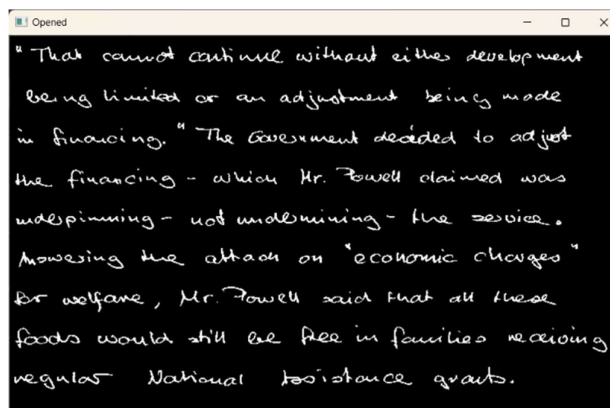 Opened
"That cannot continue without either development
being limited or an adjustment being made
in financing." The Government decided to adjust
the financing - which Mr. Powell claimed was
underpinning - not undermining - the service.
Answering the attack on "economic charges"
for welfare, Mr. Powell said that all these
foods would still be free in families receiving
regular National Assistance grants.